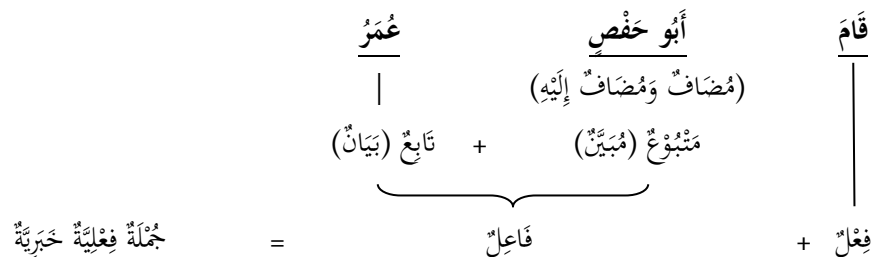 قَامَ أَبُو حَفْصٍ عُمَرُ
(مُضَافٌ وَمُضَافٌ إِلَيْهِ)
مَتْبُوْعٌ (مُبَيَّنٌ) + تَابِعٌ (بَيَانٌ)
فِعْلٌ + فَاعِلٌ = جُمْلَةٌ فِعْلِيَّةٌ خَبَرِيَّةٌ